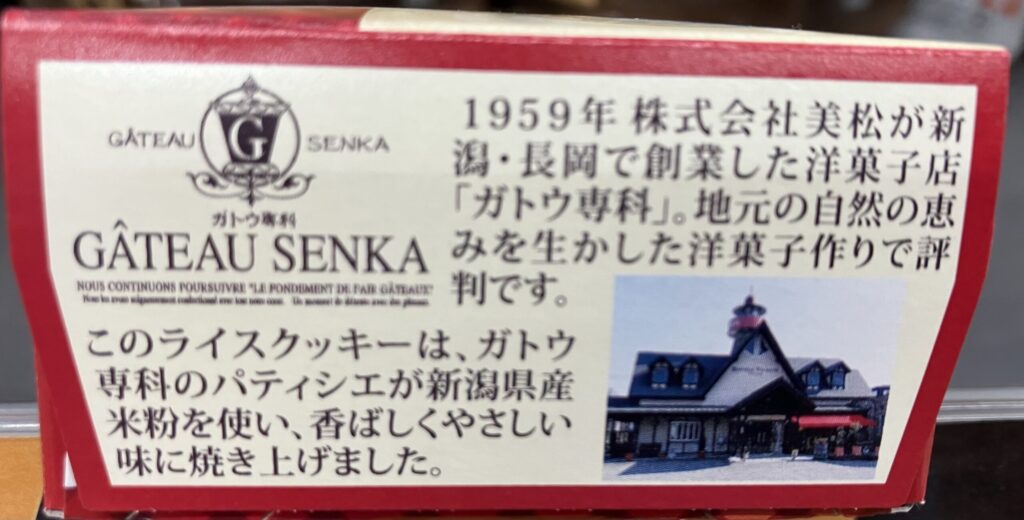 GÂTEAU
G
SENKA
ガトウ専科
GÂTEAU SENKA
NOUS CONTINUONS POURSUIVRE "LE FONDEMENT DE FAIR GÂTEAUX"
1959年 株式会社美松が新
潟・長岡で創業した洋菓子店
「ガトウ専科」。地元の自然の恵
みを生かした洋菓子作りで評
判です。
このライスクッキーは、ガトウ
専科のパティシエが新潟県産
米粉を使い、香ばしくやさしい
味に焼き上げました。